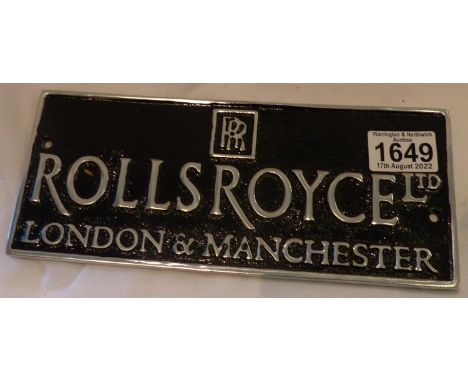 RR
Warrington & Northwich
Auction
1649
17th August 2022
ROLLS ROYCE LTD
LONDON & MANCHESTER